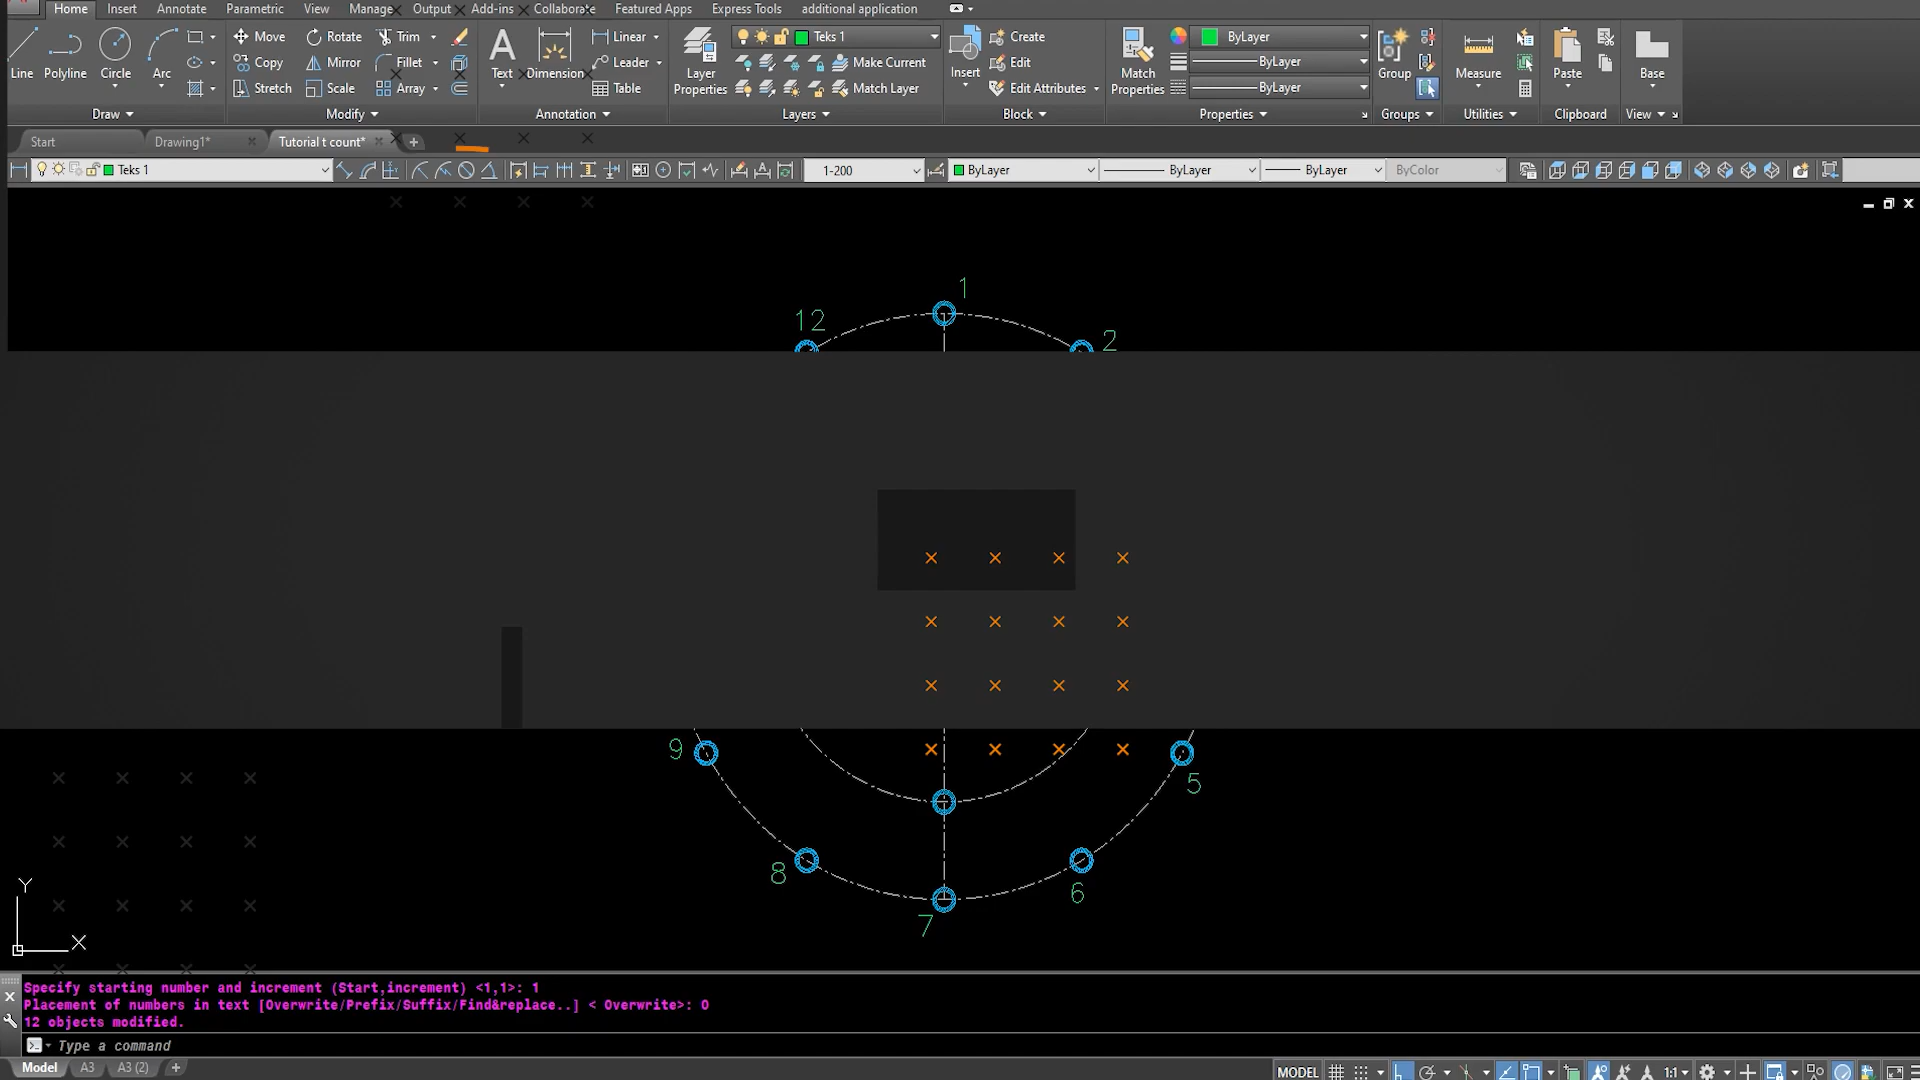 Home Insert Annotate Parametric View Manage Output Add-ins Collaborate Featured Apps Express Tools additional application
Line Polyline Circle Arc
Move Rotate Trim
Copy Mirror Fillet
Stretch Scale Array
Text Dimension
Linear
Leader
Table
Layer Properties
Teks 1
Make Current
Match Layer
Insert
Create
Edit
Edit Attributes
Match Properties
ByLayer
ByLayer
ByLayer
Group
Measure
Paste
Base
Draw Modify Annotation Layers Block Properties Groups Utilities Clipboard View
Start Drawing1* Tutorial t count*
Teks 1 1-200 ByLayer ByLayer ByLayer ByColor
1
12
2
9
5
8
6
7
Y
X
Specify starting number and increment (Start,increment) <1,1>: 1
Placement of numbers in text [Overwrite/Prefix/Suffix/Find&replace..] < Overwrite>: O
12 objects modified.
Type a command
Model A3 A3 (2)
MODEL 1:1